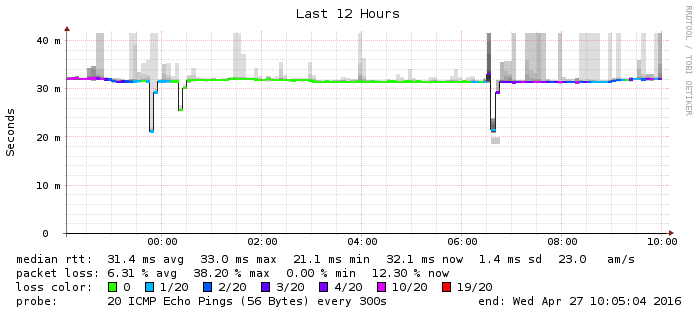 Last 12 Hours
RRDTOOL / TOBI OETIKER
Seconds
40 m
30 m
20 m
10 m
0
00:00 02:00 04:00 06:00 08:00 10:00
median rtt: 31.4 ms avg 33.0 ms max 21.1 ms min 32.1 ms now 1.4 ms sd 23.0 am/s
packet loss: 6.31 % avg 38.20 % max 0.00 % min 12.30 % now
loss color: 0 1/20 2/20 3/20 4/20 10/20 19/20
probe: 20 ICMP Echo Pings (56 Bytes) every 300s end: Wed Apr 27 10:05:04 2016